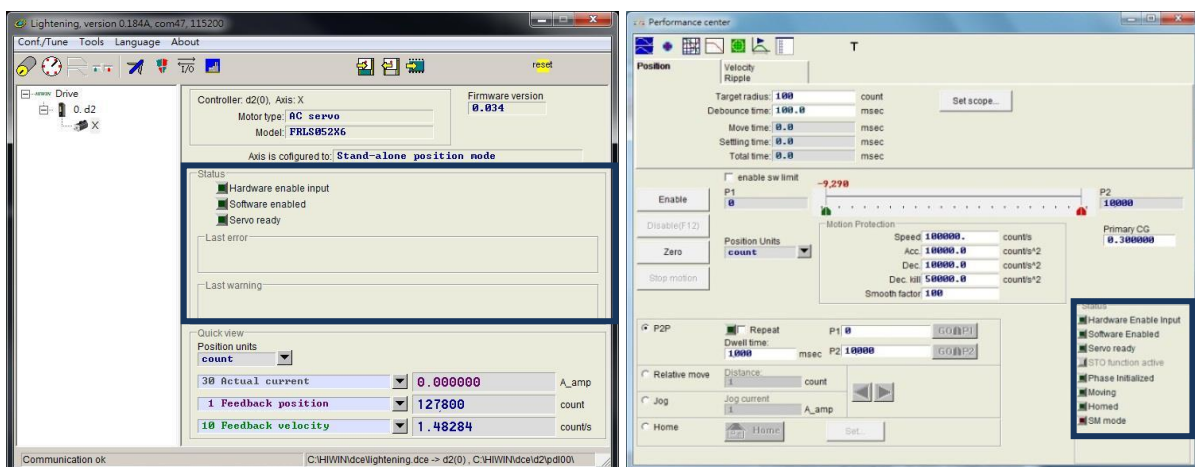 Lightening, version 0.184A, com47, 115200
Conf./Tune Tools Language About
I/O
reset
Drive
0. d2
X
Controller: d2(0), Axis: X
Firmware version
0.034
Motor type: AC servo
Model: FRLS052X6
Axis is cofigured to: Stand-alone position mode
Status
Hardware enable input
Software enabled
Servo ready
Last error
Last warning
Quick view
Position units
count
30 Actual current 0.000000 A_amp
1 Feedback position 127800 count
10 Feedback velocity 1.48284 count/s
Communication ok C:\HIWIN\dce\lightening.dce -> d2(0) , C:\HIWIN\dce\d2\pdl00\
Performance center
T
Position
Velocity
Ripple
Target radius: 100 count
Set scope...
Debounce time: 100.0 msec
Move time: 0.0 msec
Settling time: 0.0 msec
Total time: 0.0 msec
enable sw limit
-9,290
Enable
P1
0
P2
10000
Disable(F12)
Motion Protection
Primary CG
0.300000
Zero
Position Units
count
Speed 100000. count/s
Acc. 10000.0 count/s^2
Dec. 10000.0 count/s^2
Dec. kill 50000.0 count/s^2
Smooth factor 100
Stop motion
Status
Hardware Enable Input
Software Enabled
Servo ready
STO function active
Phase Initialized
Moving
Homed
SM mode
P2P
Repeat
P1 0
Dwell time:
1,000 msec
P2 10000
Relative move
Distance:
1 count
Jog
Jog current
1 A_amp
Home
Home
Set...